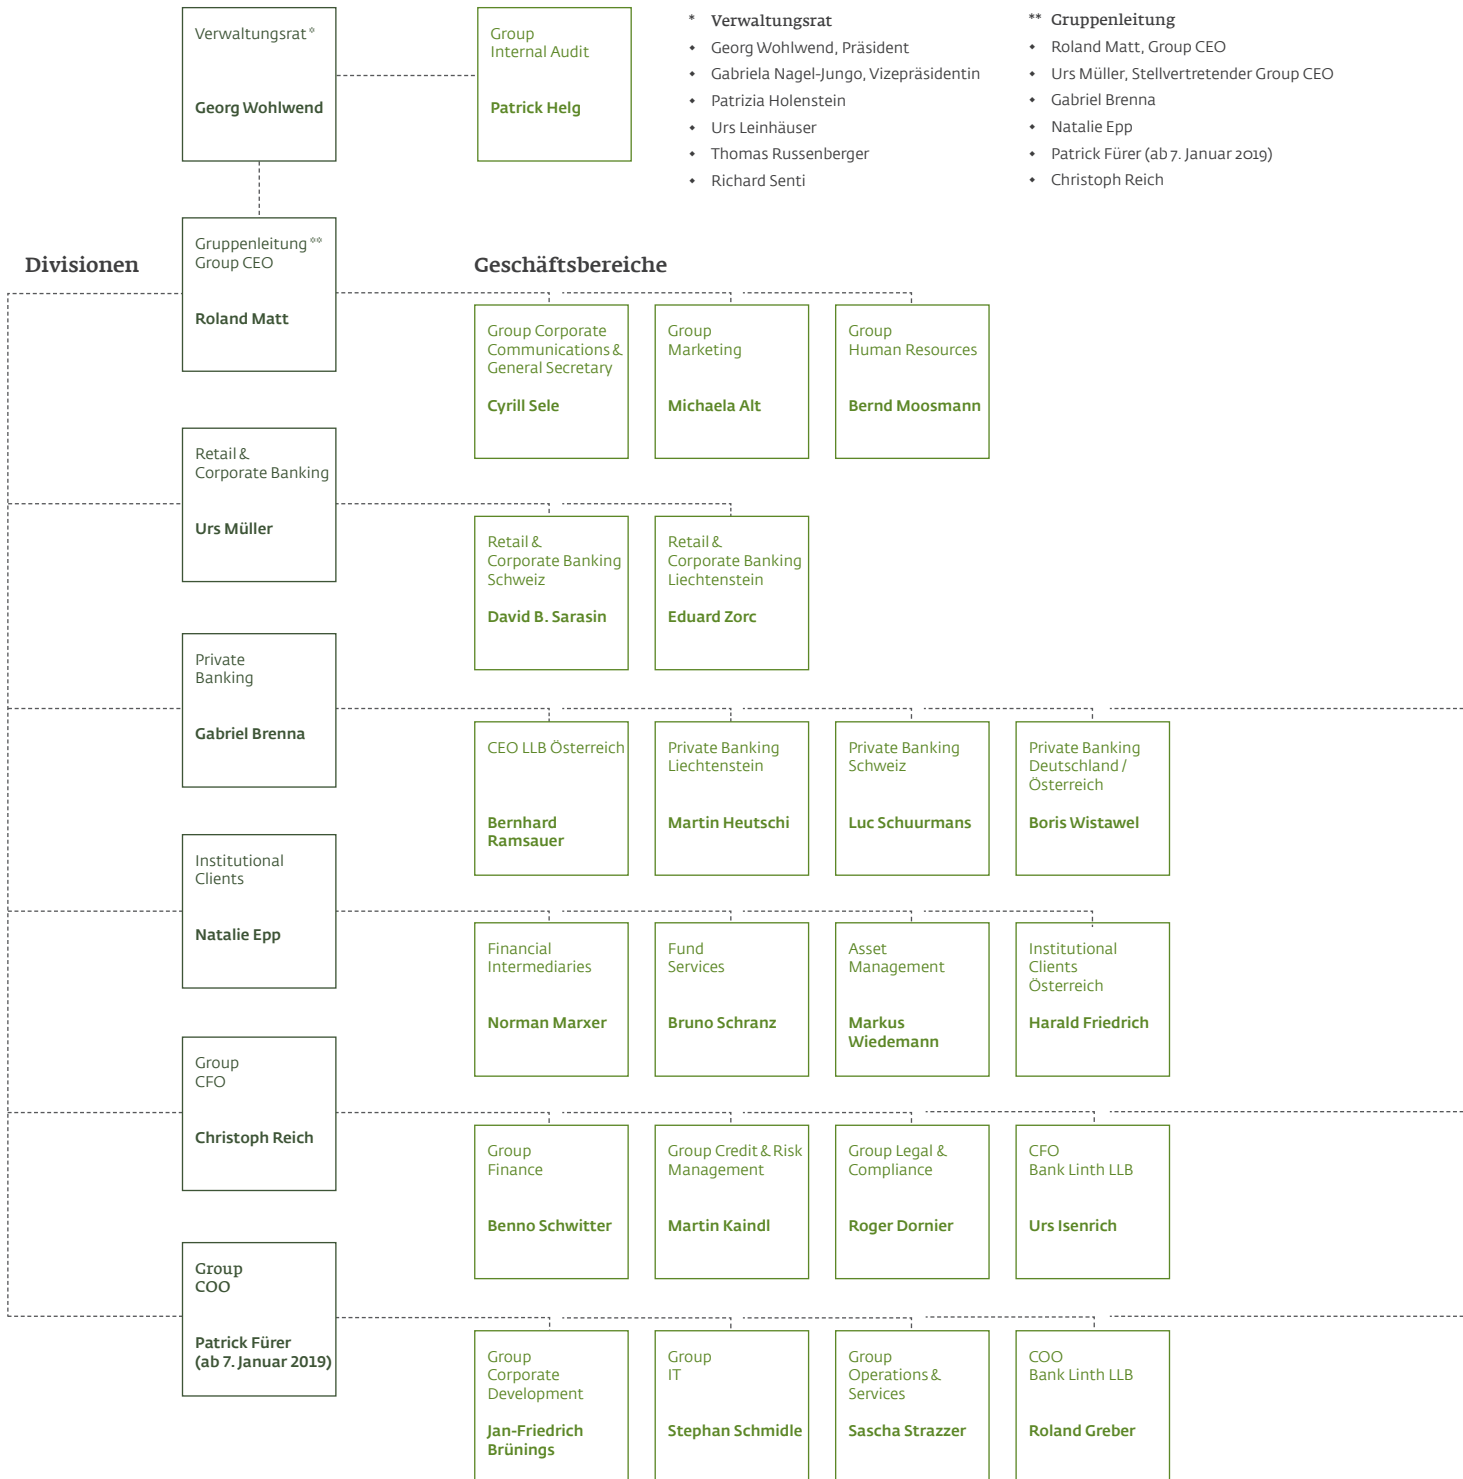 Verwaltungsrat *
Georg Wohlwend
Group
Internal Audit
Patrick Helg
* Verwaltungsrat
• Georg Wohlwend, Präsident
• Gabriela Nagel-Jungo, Vizepräsidentin
• Patrizia Holenstein
• Urs Leinhäuser
• Thomas Russenberger
• Richard Senti
** Gruppenleitung
• Roland Matt, Group CEO
• Urs Müller, Stellvertretender Group CEO
• Gabriel Brenna
• Natalie Epp
• Patrick Fürer (ab 7. Januar 2019)
• Christoph Reich
Divisionen
Gruppenleitung **
Group CEO
Roland Matt
Geschäftsbereiche
Group Corporate
Communications &
General Secretary
Cyrill Sele
Group
Marketing
Michaela Alt
Group
Human Resources
Bernd Moosmann
Retail &
Corporate Banking
Urs Müller
Retail &
Corporate Banking
Schweiz
David B. Sarasin
Retail &
Corporate Banking
Liechtenstein
Eduard Zorc
Private
Banking
Gabriel Brenna
CEO LLB Österreich
Bernhard
Ramsauer
Private Banking
Liechtenstein
Martin Heutschi
Private Banking
Schweiz
Luc Schuurmans
Private Banking
Deutschland /
Österreich
Boris Wistawel
Institutional
Clients
Natalie Epp
Financial
Intermediaries
Norman Marxer
Fund
Services
Bruno Schranz
Asset
Management
Markus
Wiedemann
Institutional
Clients
Österreich
Harald Friedrich
Group
CFO
Christoph Reich
Group
Finance
Benno Schwitter
Group Credit & Risk
Management
Martin Kaindl
Group Legal &
Compliance
Roger Dornier
CFO
Bank Linth LLB
Urs Isenrich
Group
COO
Patrick Fürer
(ab 7. Januar 2019)
Group
Corporate
Development
Jan-Friedrich
Brünings
Group
IT
Stephan Schmidle
Group
Operations &
Services
Sascha Strazzer
COO
Bank Linth LLB
Roland Greber